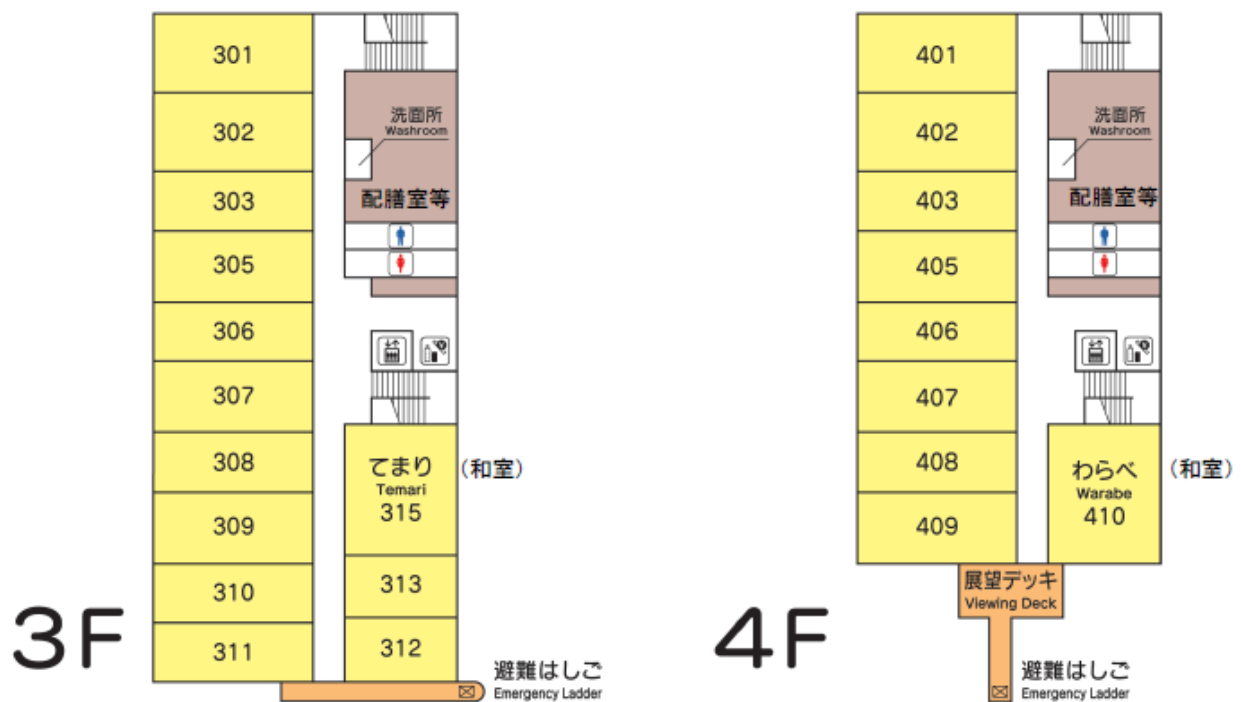 301
302
洗面所
Washroom
303
配膳室等
305
306
307
308
てまり
Temari
315
(和室)
309
310
313
311
312
3F
避難はしご
Emergency Ladder
401
402
洗面所
Washroom
403
配膳室等
405
406
407
408
わらべ
Warabe
410
(和室)
409
展望デッキ
Viewing Deck
4F
避難はしご
Emergency Ladder